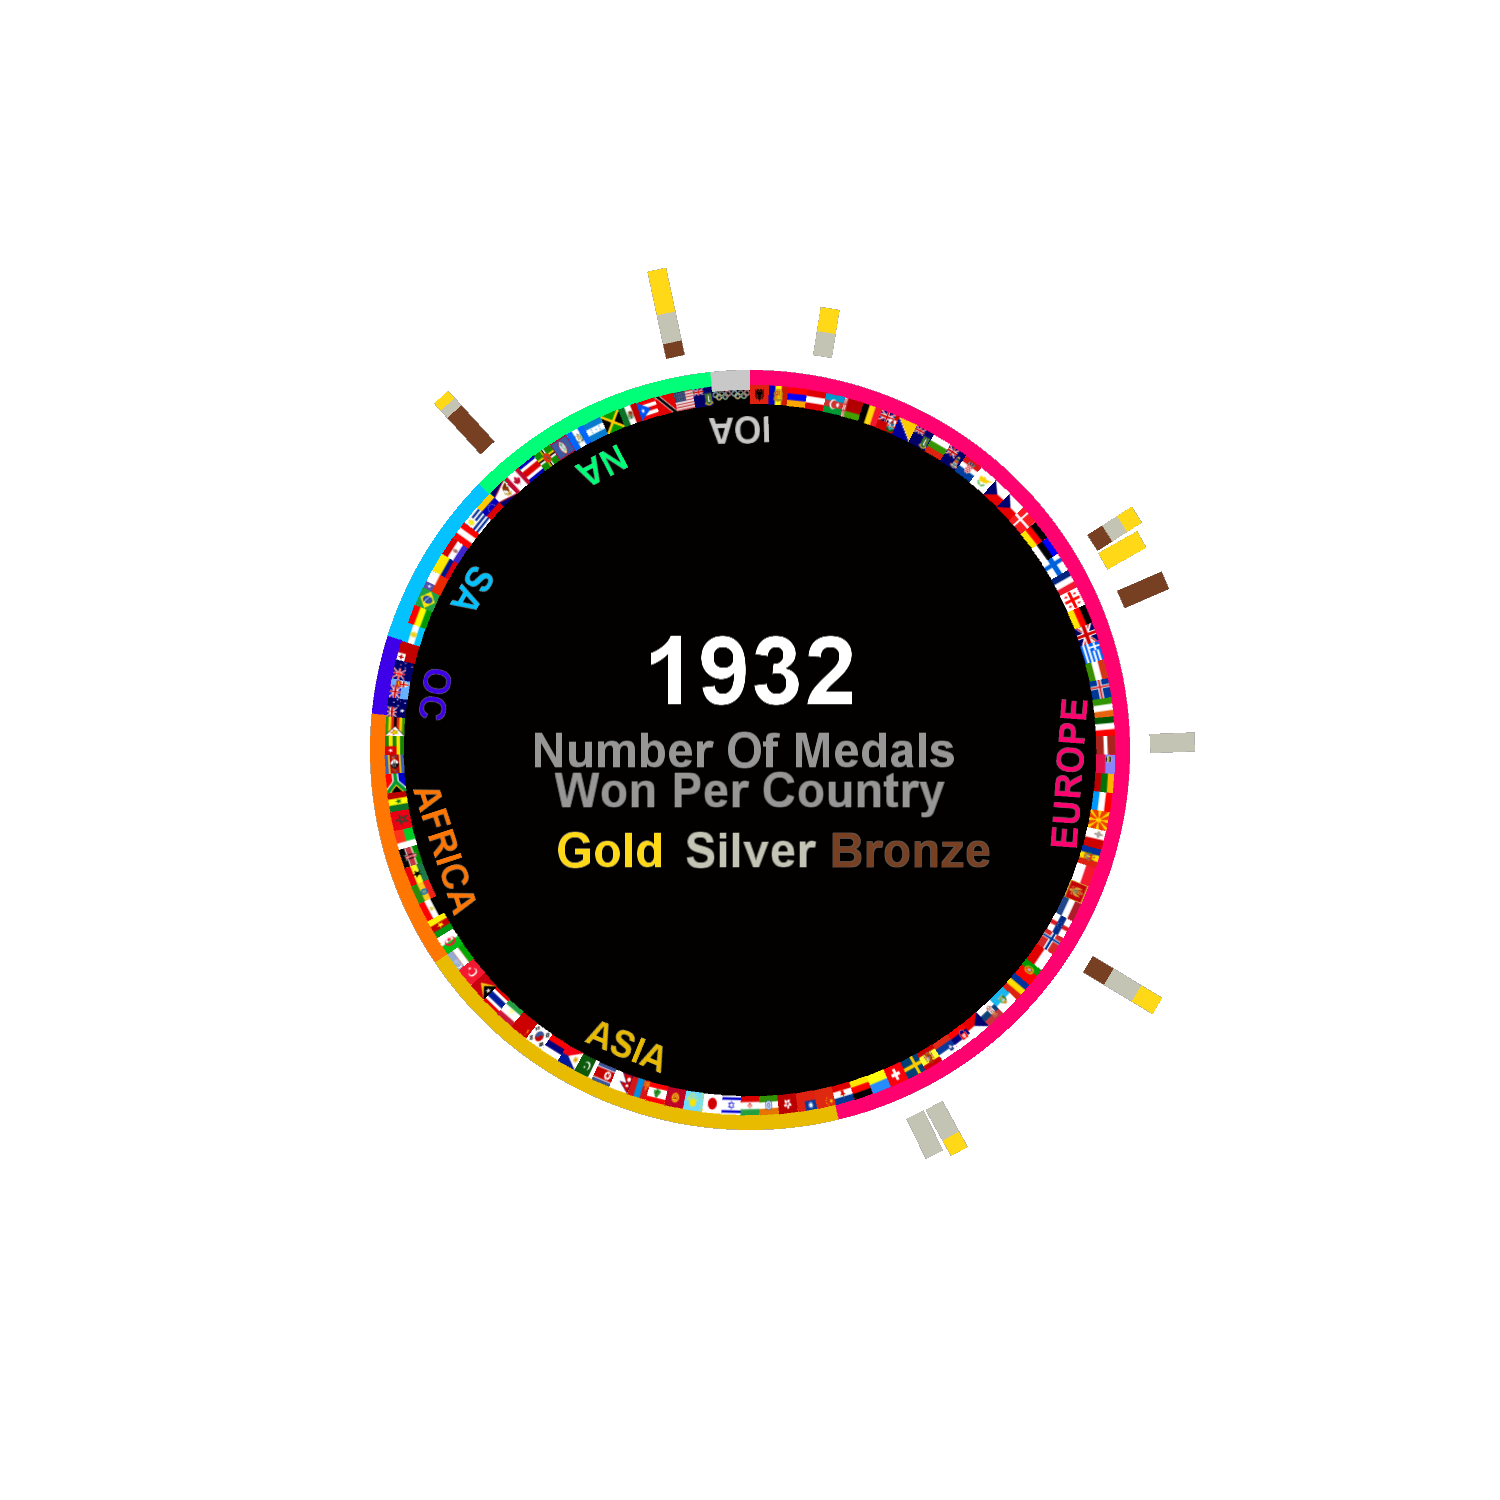 IOA
NA
SA
OC
EUROPE
AFRICA
ASIA
1932
Number Of Medals
Won Per Country
Gold Silver Bronze